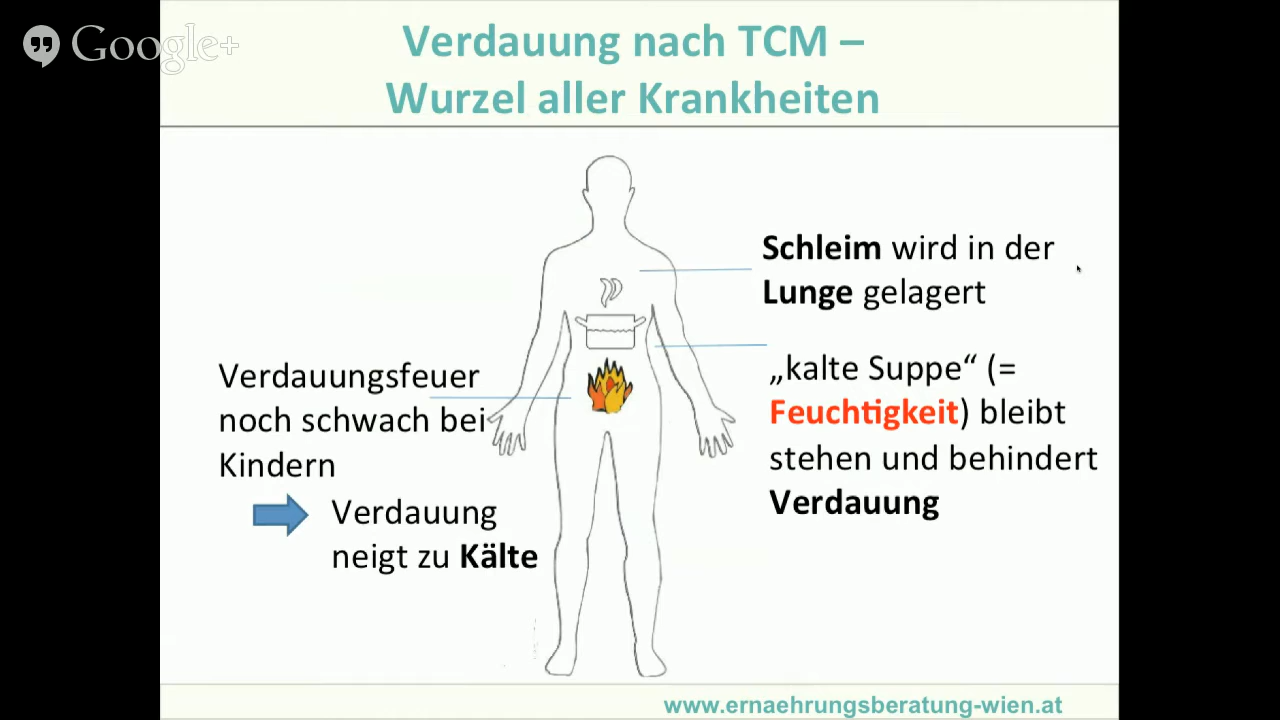 Google+
Verdauung nach TCM –
Wurzel aller Krankheiten
Schleim wird in der
Lunge gelagert
Verdauungsfeuer
noch schwach bei
Kindern
Verdauung
neigt zu Kälte
„kalte Suppe“ (=
Feuchtigkeit) bleibt
stehen und behindert
Verdauung
www.ernaehrungsberatung-wien.at